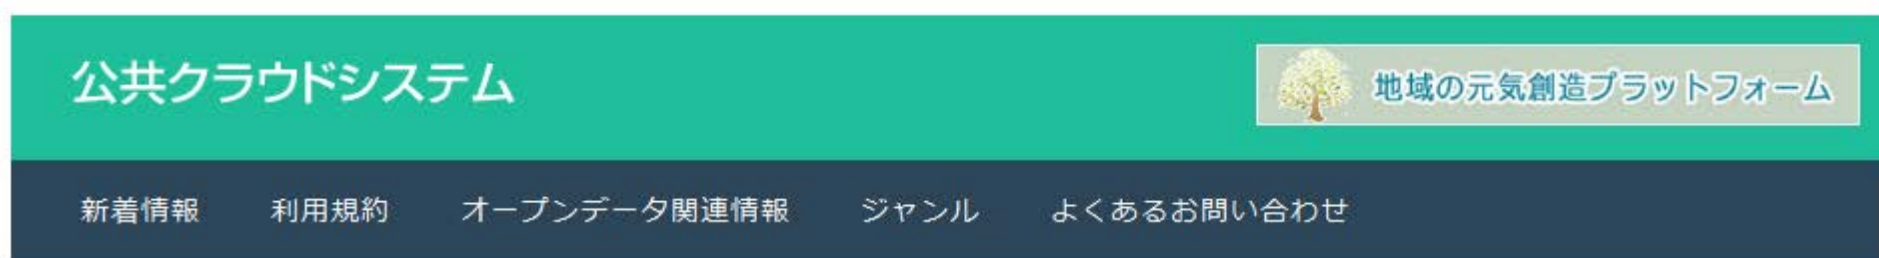 公共クラウドシステム
地域の元気創造プラットフォーム
新着情報 利用規約 オープンデータ関連情報 ジャンル よくあるお問い合わせ